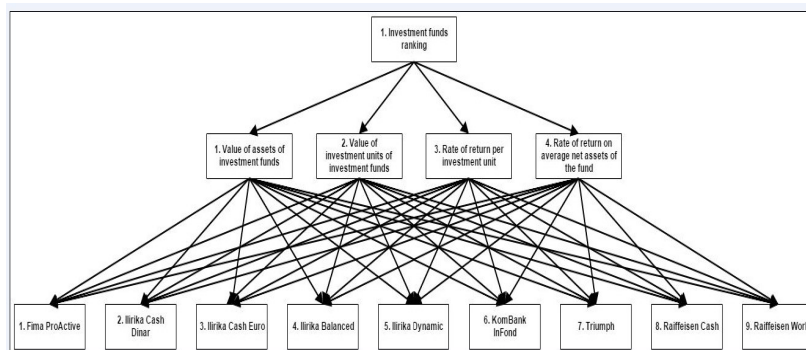 1. Investment funds
ranking
1. Value of assets of
investment funds
2. Value of
investment units of
investment funds
3. Rate of return per
investment unit
4. Rate of return on
average net assets of
the fund
1. Fima ProActive
2. Ilirika Cash
Dinar
3. Ilirika Cash Euro
4. Ilirika Balanced
5. Ilirika Dynamic
6. KomBank
InFond
7. Triumph
8. Raiffeisen Cash
9. Raiffeisen World